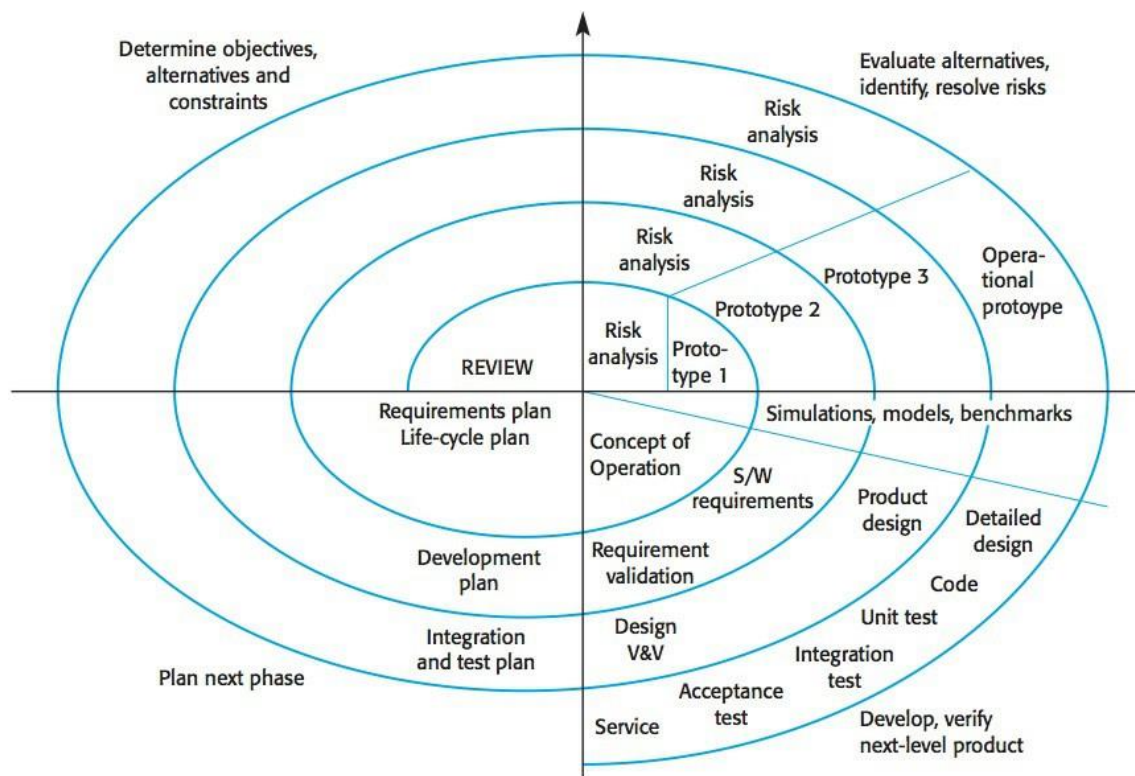 Determine objectives,
alternatives and
constraints
Evaluate alternatives,
identify, resolve risks
Risk
analysis
Risk
analysis
Risk
analysis
Risk
analysis
Proto-
type 1
Prototype 2
Prototype 3
Opera-
tional
protoype
REVIEW
Requirements plan
Life-cycle plan
Simulations, models, benchmarks
Concept of
Operation
S/W
requirements
Product
design
Detailed
design
Development
plan
Requirement
validation
Code
Unit test
Integration
and test plan
Design
V&V
Integration
test
Acceptance
test
Service
Plan next phase
Develop, verify
next-level product